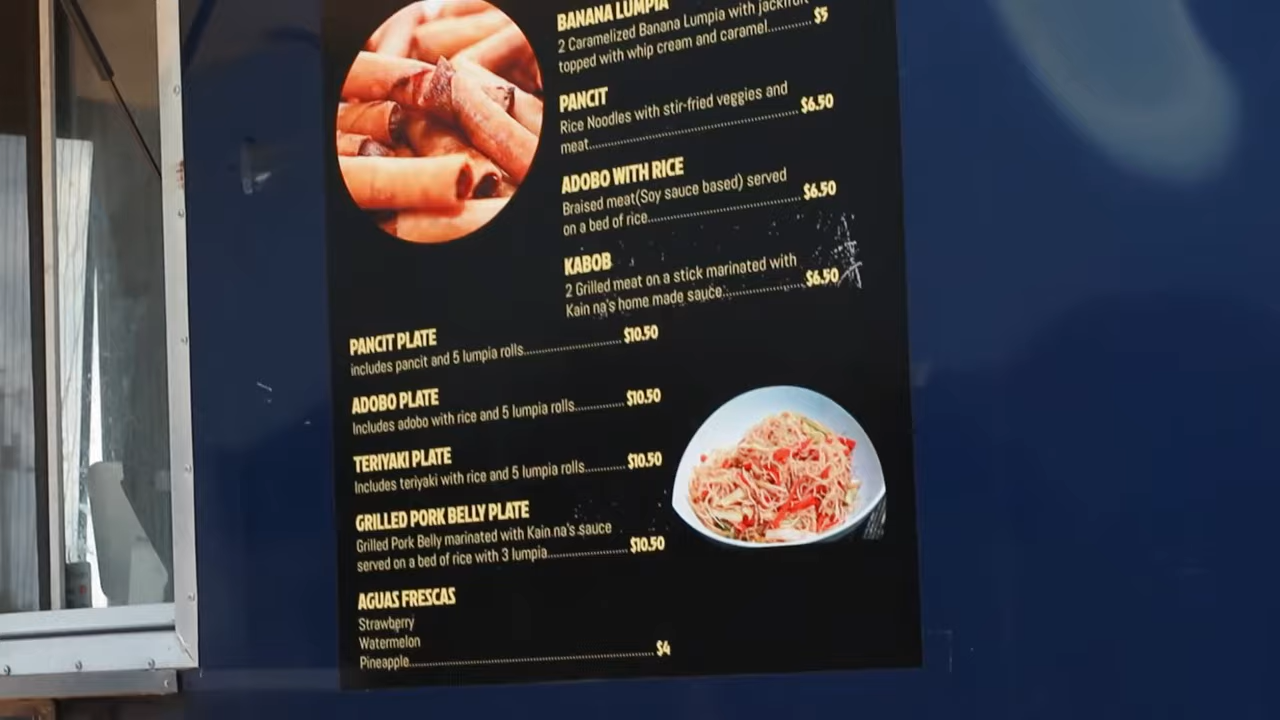 BANANA LUMPIA
2 Caramelized Banana Lumpia with jackfruit
topped with whip cream and caramel............ $5
PANCIT
Rice Noodles with stir-fried veggies and
meat............................................................ $6.50
ADOBO WITH RICE
Braised meat(Soy sauce based) served
on a bed of rice............................................ $6.50
KABOB
2 Grilled meat on a stick marinated with
Kain na's home made sauce:....................... $6.50
PANCIT PLATE
includes pancit and 5 lumpia rolls............................ $10.50
ADOBO PLATE
Includes adobo with rice and 5 lumpia rolls.............. $10.50
TERIYAKI PLATE
Includes teriyaki with rice and 5 lumpia rolls........... $10.50
GRILLED PORK BELLY PLATE
Grilled Pork Belly marinated with Kain na's sauce
served on a bed of rice with 3 lumpia....................... $10.50
AGUAS FRESCAS
Strawberry
Watermelon
Pineapple..................................................................... $4